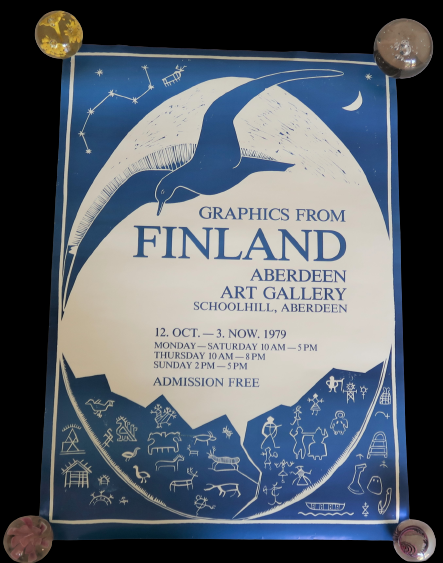 GRAPHICS FROM
FINLAND
ABERDEEN
ART GALLERY
SCHOOLHILL, ABERDEEN
12. OCT. — 3. NOW. 1979
MONDAY — SATURDAY 10 AM — 5 PM
THURSDAY 10 AM — 8 PM
SUNDAY 2 PM — 5 PM
ADMISSION FREE